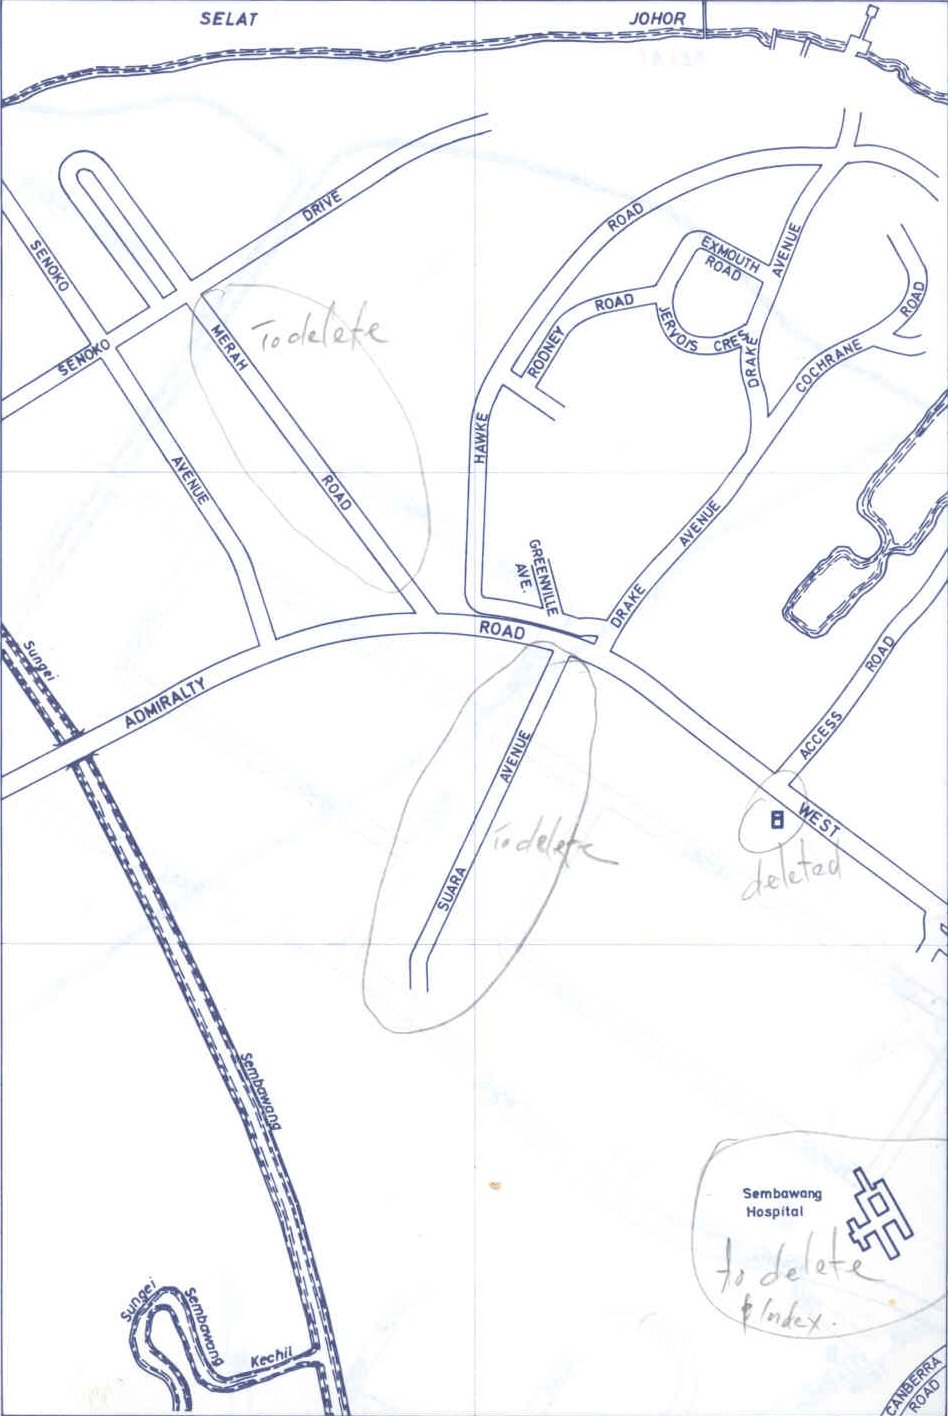 SELAT
JOHOR
SENOKO
DRIVE
SENOKO
AVENUE
MERAH
ROAD
To delete
ROAD
HAWKE
EXMOUTH
ROAD
AVENUE
DRAKE
ROAD
RODNEY
JERVOIS CRES
COCHRANE
ROAD
AVENUE
DRAKE
GREENVILLE
AVE.
ROAD
ADMIRALTY
Sungei
AVENUE
SUARA
To delete
ACCESS
ROAD
WEST
deleted
Sembawang
Sembawang
Hospital
to delete
& Index.
Sungei
Sembawang
Kechil
CANBERRA
ROAD